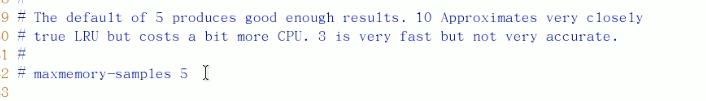 9 # The default of 5 produces good enough results. 10 Approximates very closely
0 # true LRU but costs a bit more CPU. 3 is very fast but not very accurate.
1 #
2 # maxmemory-samples 5
3